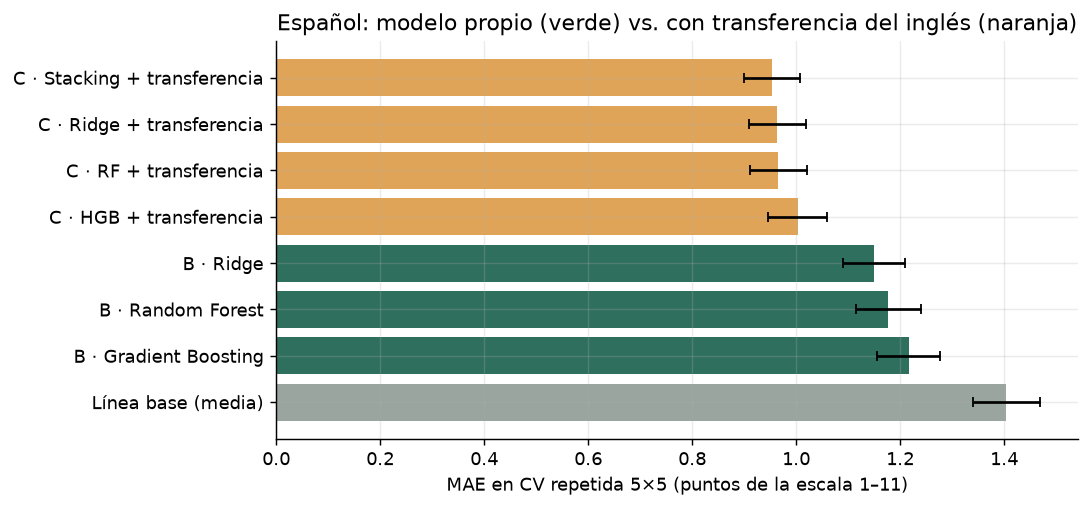 Español: modelo propio (verde) vs. con transferencia del inglés (naranja)
C · Stacking + transferencia
C · Ridge + transferencia
C · RF + transferencia
C · HGB + transferencia
B · Ridge
B · Random Forest
B · Gradient Boosting
Línea base (media)
0.0 0.2 0.4 0.6 0.8 1.0 1.2 1.4
MAE en CV repetida 5×5 (puntos de la escala 1–11)